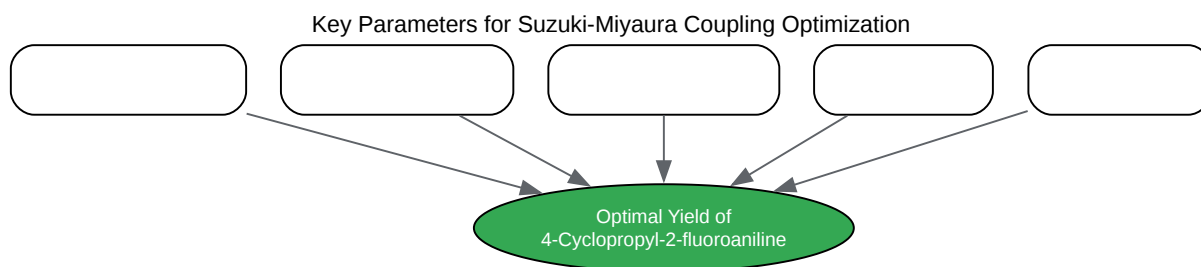 Key Parameters for Suzuki-Miyaura Coupling Optimization
Optimal Yield of
4-Cyclopropyl-2-fluoroaniline